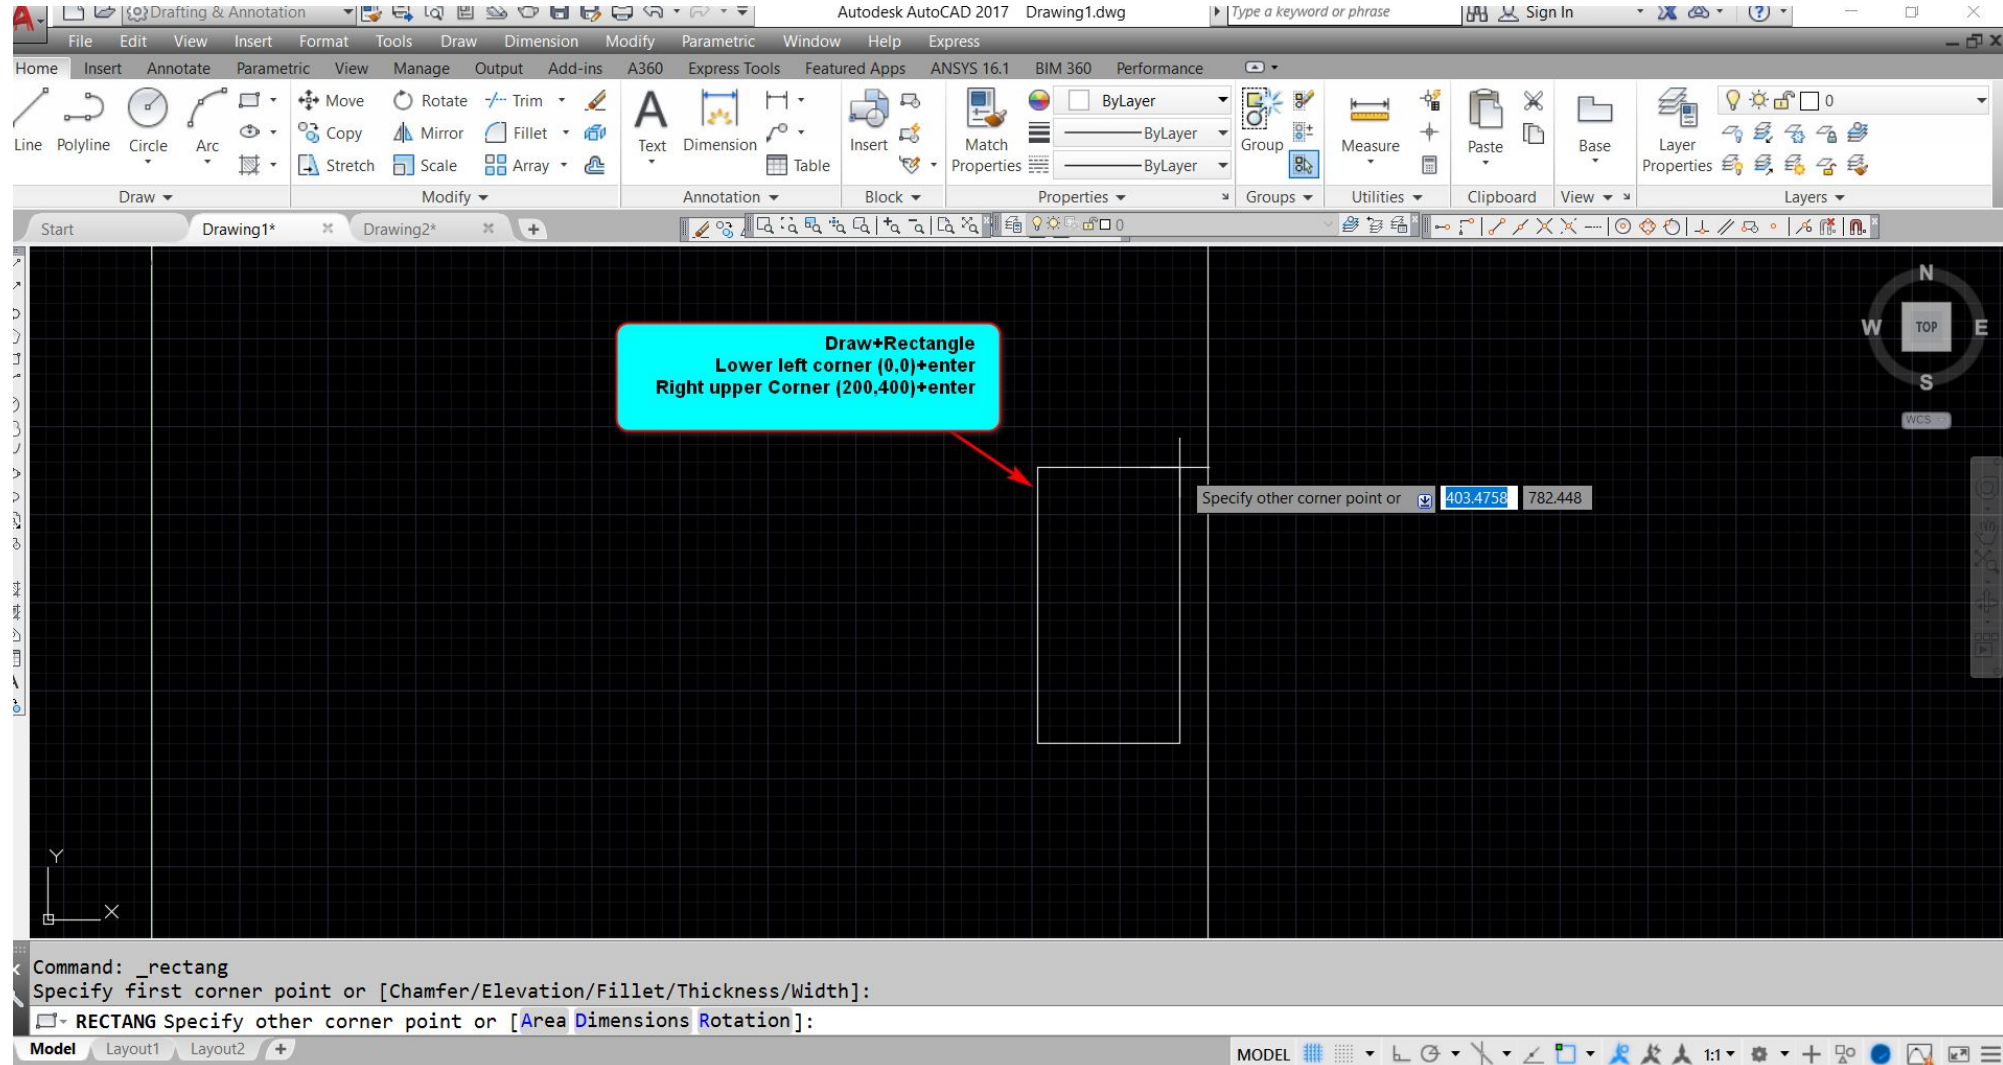 Drafting & Annotation
Autodesk AutoCAD 2017 Drawing1.dwg
Type a keyword or phrase
Sign In
File Edit View Insert Format Tools Draw Dimension Modify Parametric Window Help Express
Home Insert Annotate Parametric View Manage Output Add-ins A360 Express Tools Featured Apps ANSYS 16.1 BIM 360 Performance
Line Polyline Circle Arc
Move Rotate Trim
Copy Mirror Fillet
Stretch Scale Array
Text Dimension Table
Insert
Match
Properties
ByLayer
ByLayer
ByLayer
Group
Measure
Paste
Base
Layer
Properties
0
Draw Modify Annotation Block Properties Groups Utilities Clipboard View Layers
Start Drawing1* Drawing2*
0
N
W TOP E
S
WCS
Draw+Rectangle
Lower left corner (0,0)+enter
Right upper Corner (200,400)+enter
Specify other corner point or 403.4758 782.448
Y
X
Command: _rectang
Specify first corner point or [Chamfer/Elevation/Fillet/Thickness/Width]:
RECTANG Specify other corner point or [Area Dimensions Rotation]:
Model Layout1 Layout2 +
MODEL 1:1